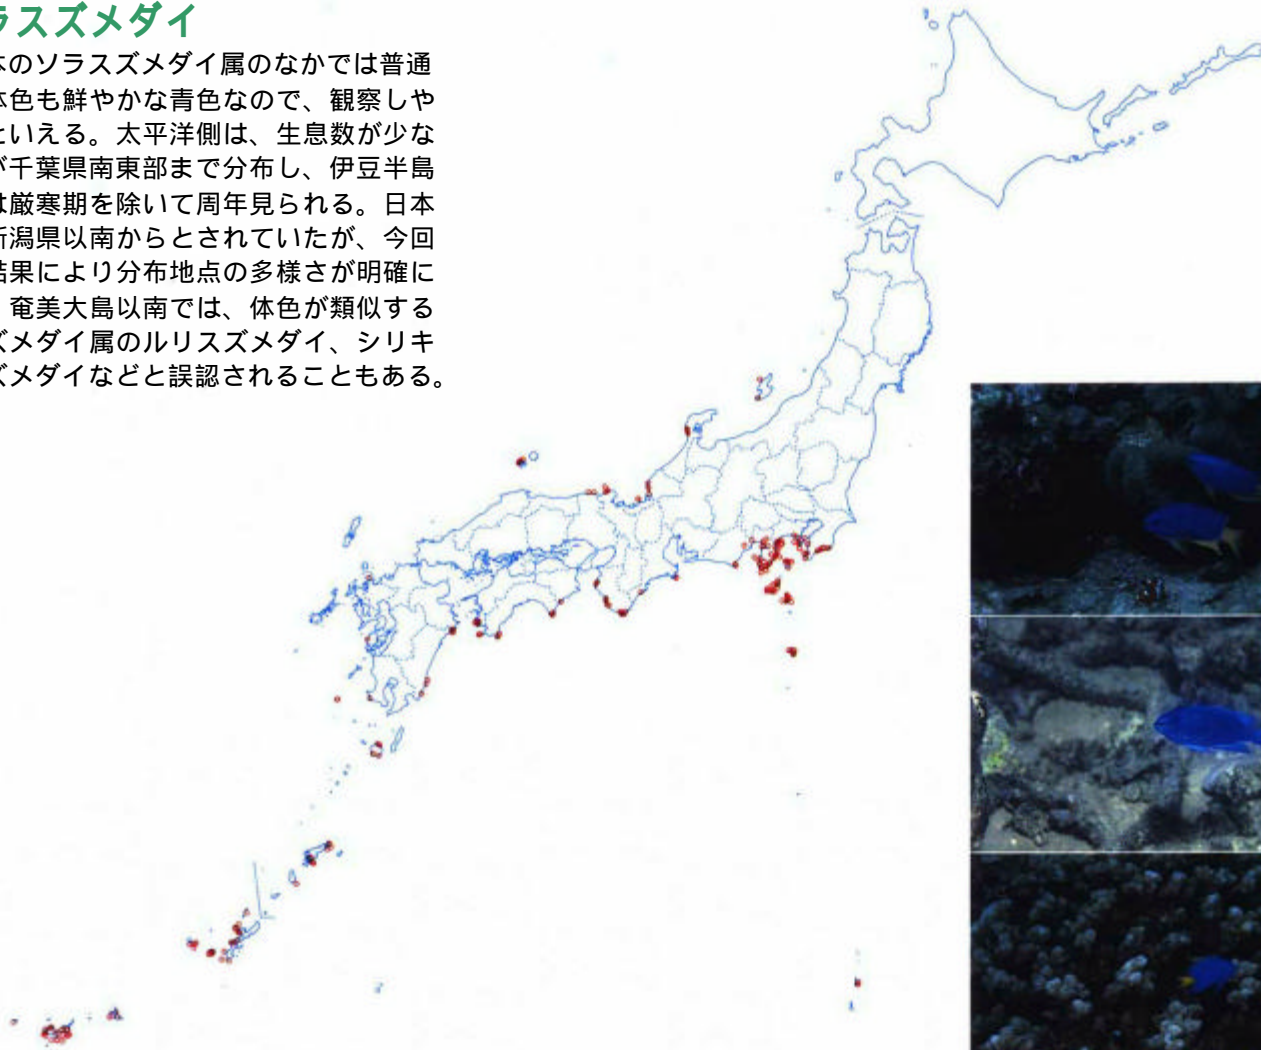 ラスズメダイ
本のソラスズメダイ属のなかでは普通
体色も鮮やかな青色なので、観察しや
といえる。太平洋側は、生息数が少な
が千葉県南東部まで分布し、伊豆半島
は厳寒期を除いて周年見られる。日本
新潟県以南からとされていたが、今回
結果により分布地点の多様さが明確に
奄美大島以南では、体色が類似する
ズメダイ属のルリスズメダイ、シリキ
ズメダイなどと誤認されることもある。